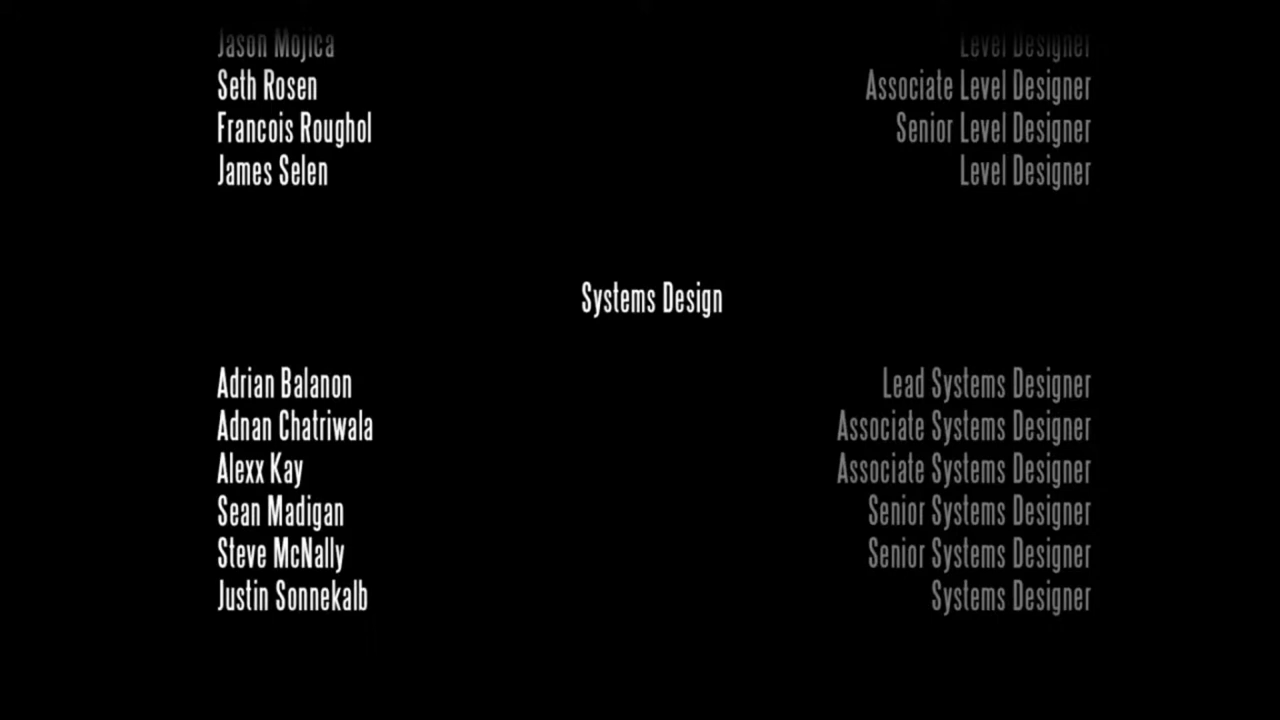 Jason Mojica Level Designer
Seth Rosen Associate Level Designer
Francois Roughol Senior Level Designer
James Selen Level Designer
Systems Design
Adrian Balanon Lead Systems Designer
Adnan Chatriwala Associate Systems Designer
Alexx Kay Associate Systems Designer
Sean Madigan Senior Systems Designer
Steve McNally Senior Systems Designer
Justin Sonnekalb Systems Designer